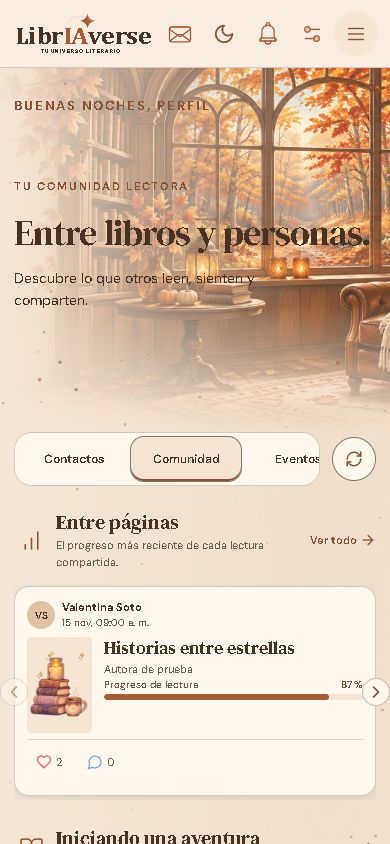 LibrIAverse
TU UNIVERSO LITERARIO
BUENAS NOCHES, PERFIL
TU COMUNIDAD LECTORA
Entre libros y personas.
Descubre lo que otros leen, sienten y
comparten.
Contactos
Comunidad
Eventos
Entre páginas
El progreso más reciente de cada lectura
compartida.
Ver todo
VS
Valentina Soto
15 nov, 09:00 a. m.
Historias entre estrellas
Autora de prueba
Progreso de lectura
87%
2
0
Iniciando una aventura